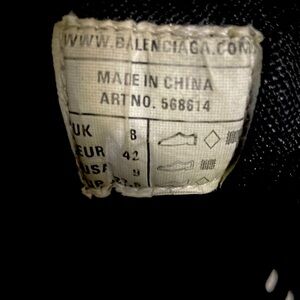 WWW.BALENCIAGA.COM
MADE IN CHINA
ART NO. 568614
UK 8
EUR 42
USA 9